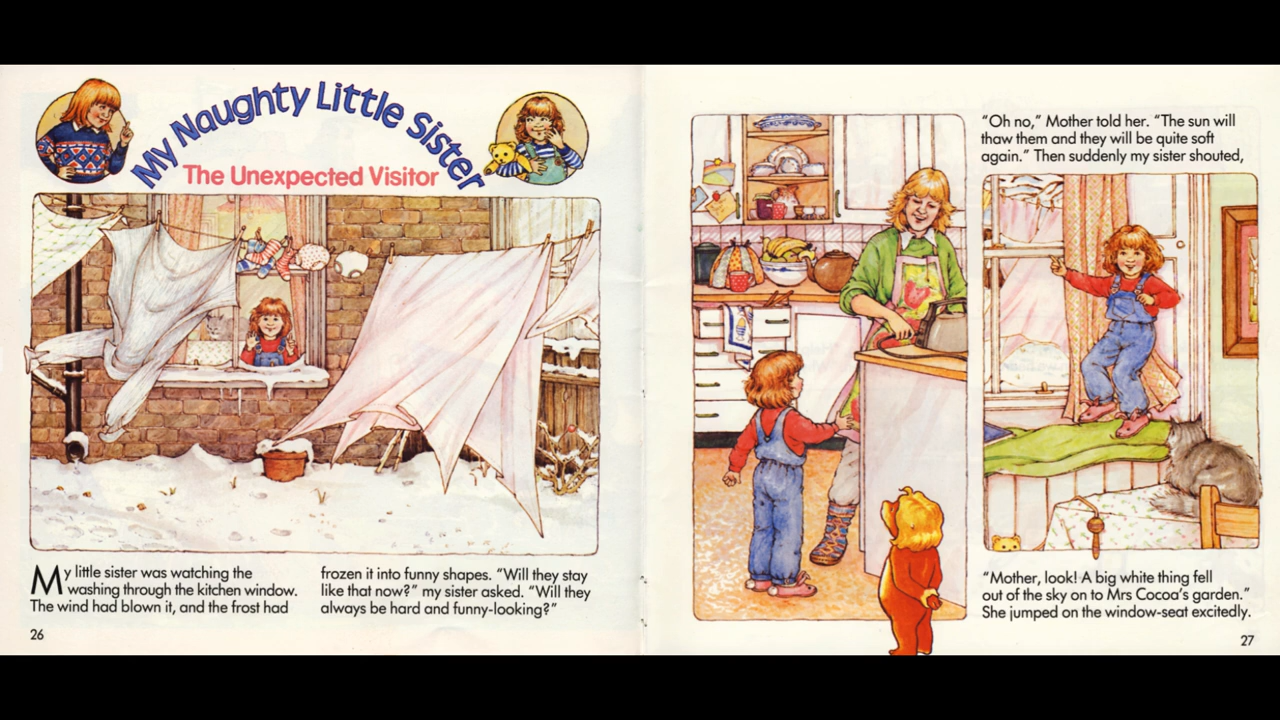 My Naughty Little Sister
The Unexpected Visitor
My little sister was watching the
washing through the kitchen window.
The wind had blown it, and the frost had
frozen it into funny shapes. “Will they stay
like that now?” my sister asked. “Will they
always be hard and funny-looking?”
26
“Oh no,” Mother told her. “The sun will
thaw them and they will be quite soft
again.” Then suddenly my sister shouted,
“Mother, look! A big white thing fell
out of the sky on to Mrs Cocoa’s garden.”
She jumped on the window-seat excitedly.
27